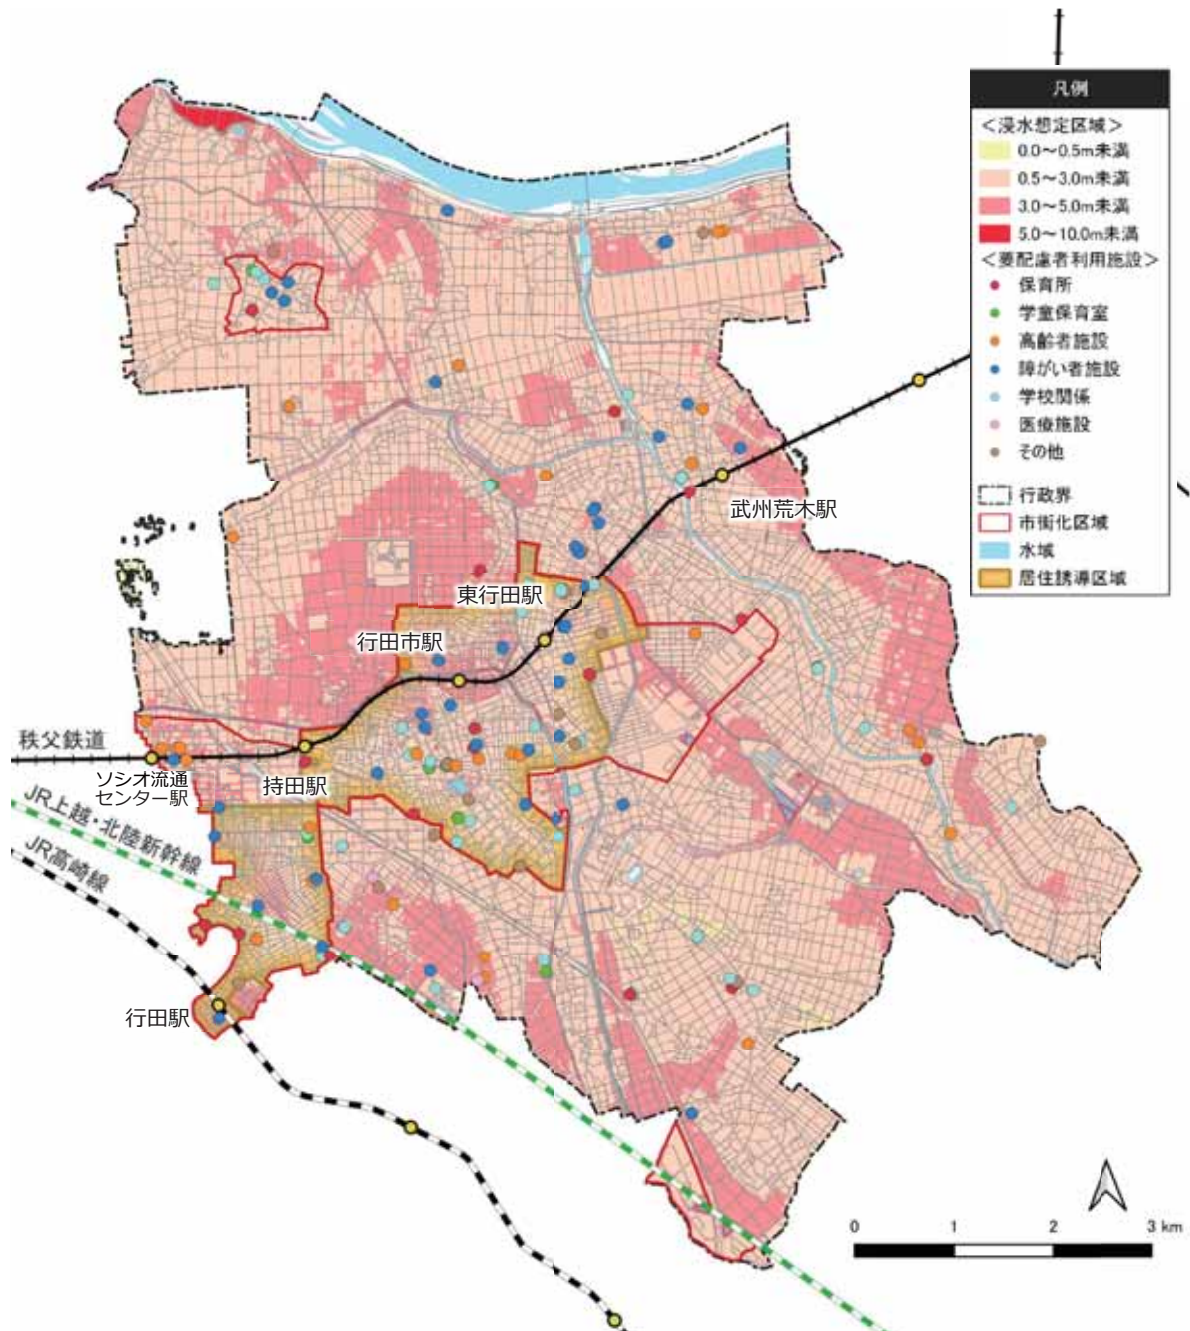 凡例
＜浸水想定区域＞
0.0～0.5m未満
0.5～3.0m未満
3.0～5.0m未満
5.0～10.0m未満
＜要配慮者利用施設＞
保育所
学童保育室
高齢者施設
障がい者施設
学校関係
医療施設
その他
行政界
市街化区域
水域
居住誘導区域
武州荒木駅
東行田駅
行田市駅
秩父鉄道
ソシオ流通
センター駅
持田駅
JR上越・北陸新幹線
JR高崎線
行田駅
0 1 2 3 km